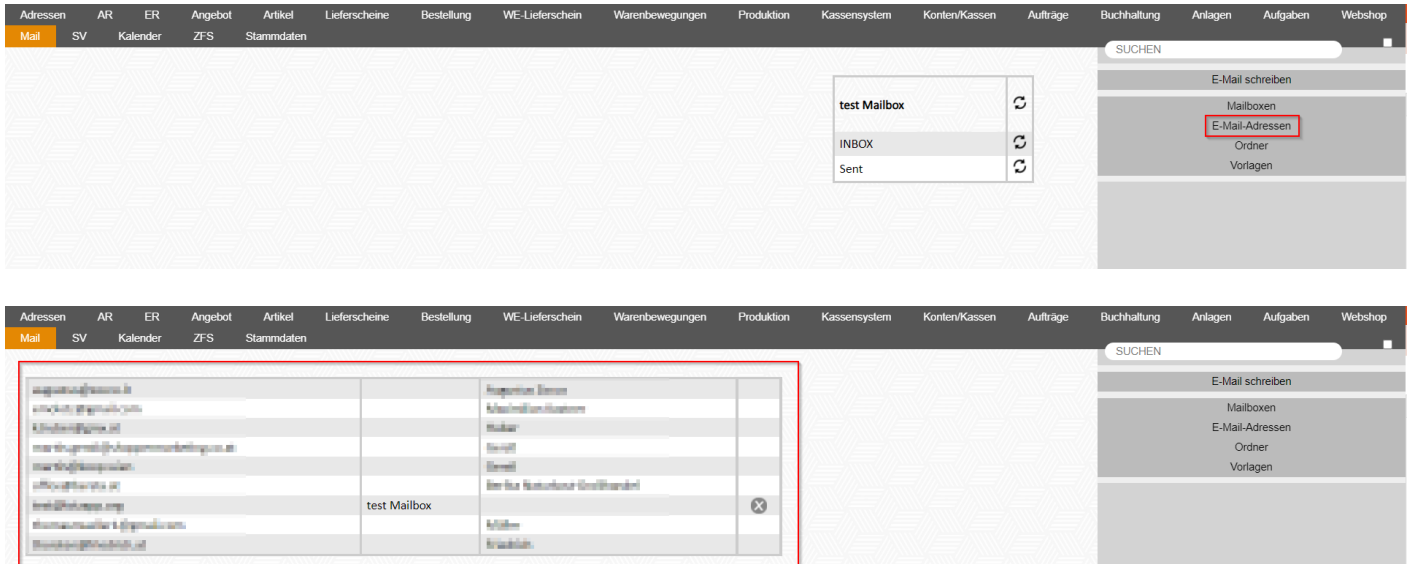 Adressen AR ER Angebot Artikel Lieferscheine Bestellung WE-Lieferschein Warenbewegungen Produktion Kassensystem Konten/Kassen Aufträge Buchhaltung Anlagen Aufgaben Webshop
Mail SV Kalender ZFS Stammdaten
SUCHEN
test Mailbox
INBOX
Sent
E-Mail schreiben
Mailboxen
E-Mail-Adressen
Ordner
Vorlagen
Adressen AR ER Angebot Artikel Lieferscheine Bestellung WE-Lieferschein Warenbewegungen Produktion Kassensystem Konten/Kassen Aufträge Buchhaltung Anlagen Aufgaben Webshop
Mail SV Kalender ZFS Stammdaten
SUCHEN
test Mailbox
E-Mail schreiben
Mailboxen
E-Mail-Adressen
Ordner
Vorlagen